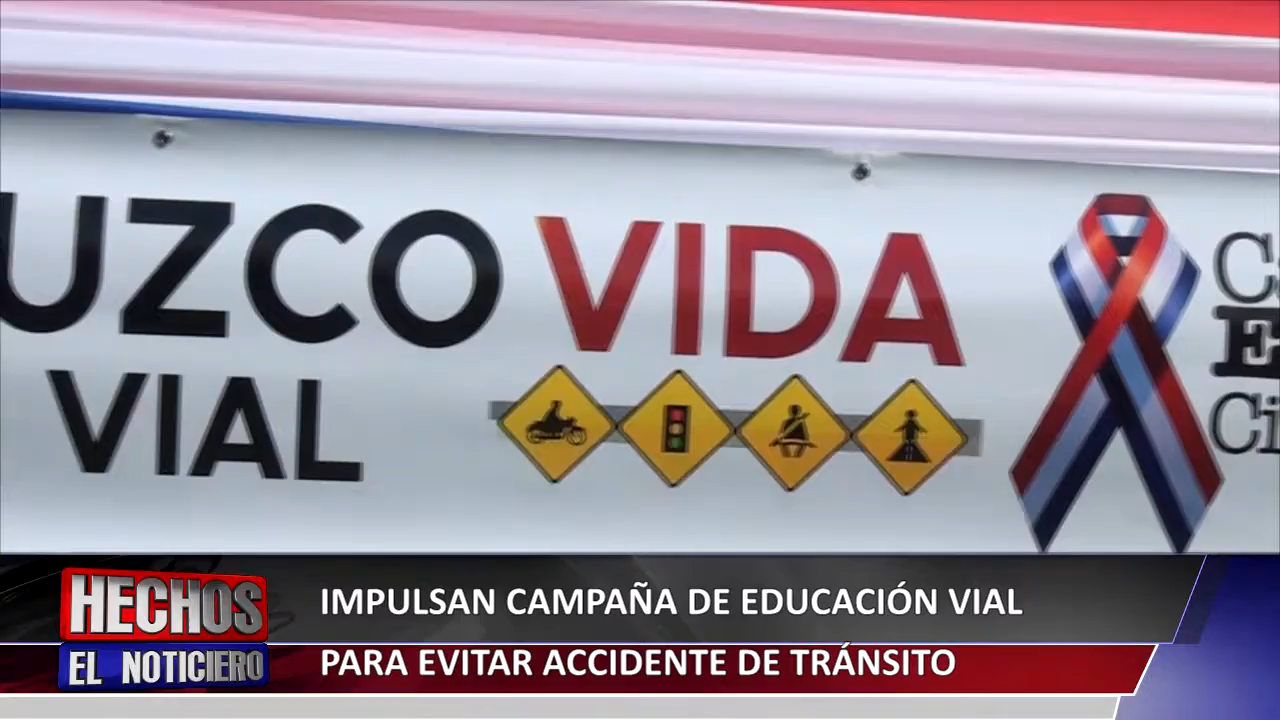 UZCO VIDA
VIAL
HECHOS
EL NOTICIERO
IMPULSAN CAMPAÑA DE EDUCACIÓN VIAL
PARA EVITAR ACCIDENTE DE TRÁNSITO